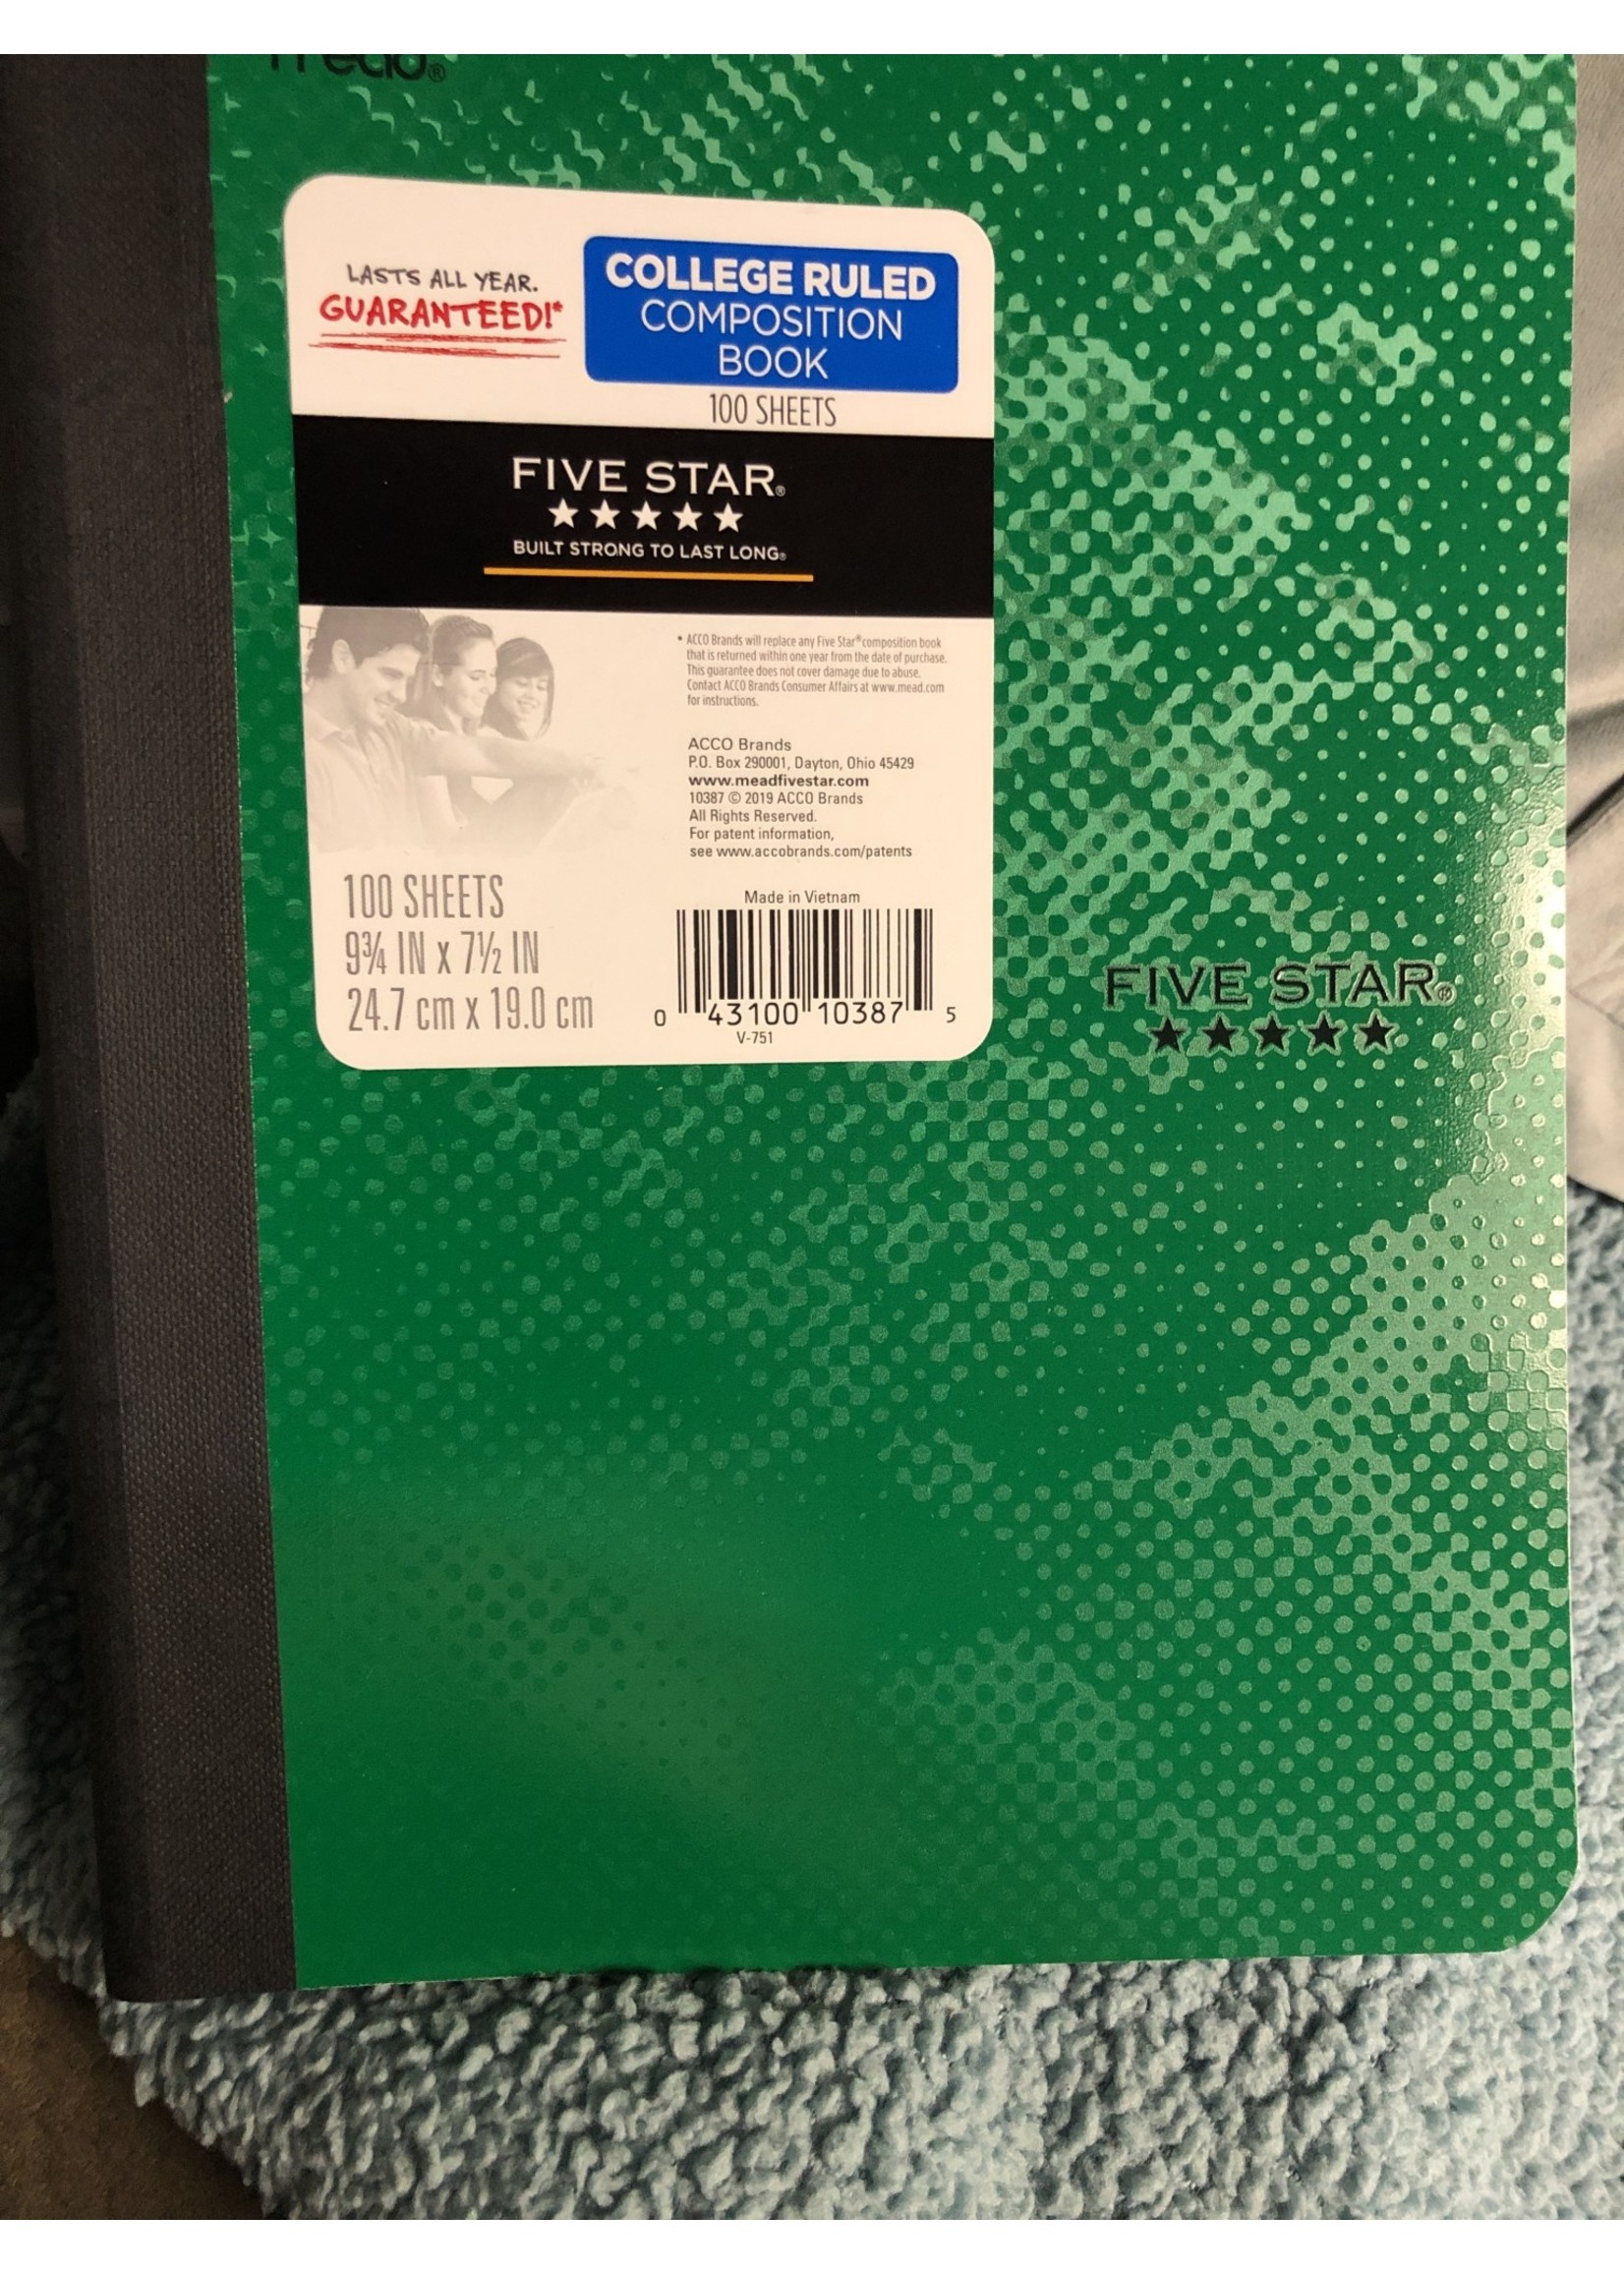 mead®
LASTS ALL YEAR.
GUARANTEED!*
COLLEGE RULED
COMPOSITION
BOOK
100 SHEETS
FIVE STAR®
★★★★★
BUILT STRONG TO LAST LONG®
* ACCO Brands will replace any Five Star® composition book
that is returned within one year from the date of purchase.
This guarantee does not cover damage due to abuse.
Contact ACCO Brands Consumer Affairs at www.mead.com
for instructions.
ACCO Brands
P.O. Box 290001, Dayton, Ohio 45429
www.meadfivestar.com
10387 © 2019 ACCO Brands
All Rights Reserved.
For patent information,
see www.accobrands.com/patents
100 SHEETS
9¾ IN x 7½ IN
24.7 cm x 19.0 cm
Made in Vietnam
0 43100 10387 5
V-751
FIVE STAR®
★★★★★